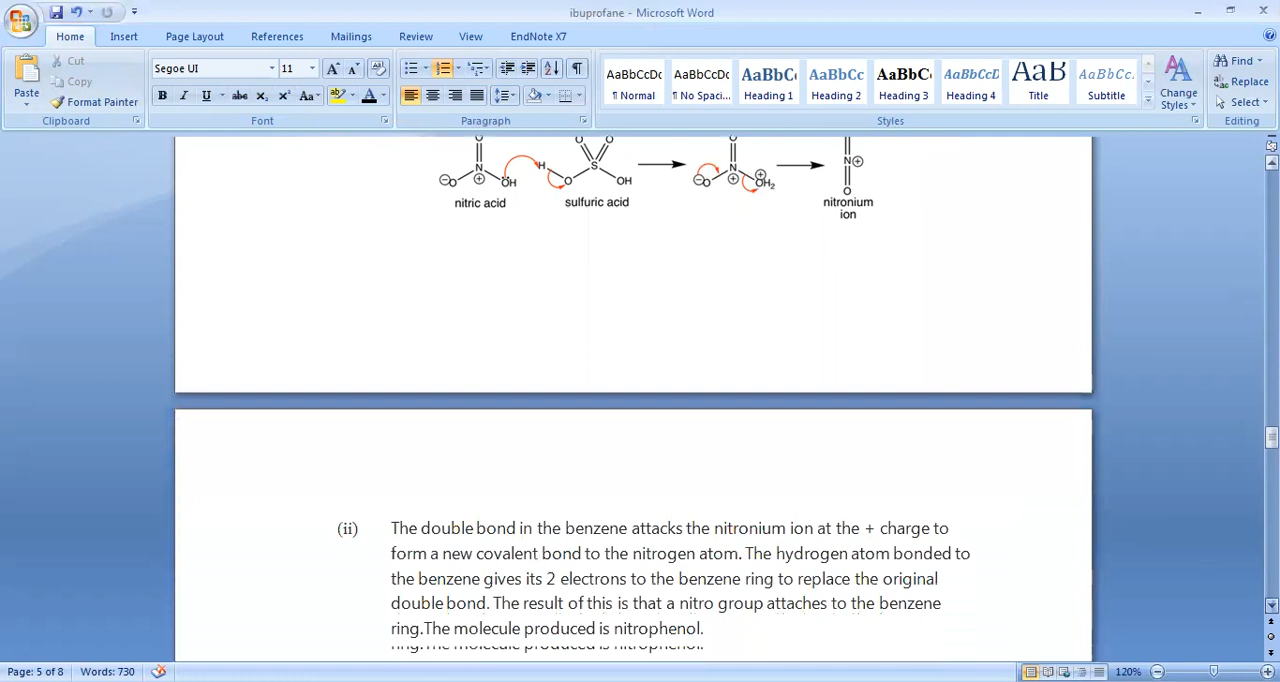 ibuprofane - Microsoft Word
Home Insert Page Layout References Mailings Review View EndNote X7
Paste
Cut
Copy
Format Painter
Clipboard
Segoe UI 11
Font
Paragraph
AaBbCcDc AaBbCcDc AaBbC AaBbCc AaBbC AaBbCcD AaB AaBbCc.
¶ Normal ¶ No Spaci... Heading 1 Heading 2 Heading 3 Heading 4 Title Subtitle
Change Styles
Styles
Find
Replace
Select
Editing
nitric acid sulfuric acid nitronium
ion
(ii) The double bond in the benzene attacks the nitronium ion at the + charge to
form a new covalent bond to the nitrogen atom. The hydrogen atom bonded to
the benzene gives its 2 electrons to the benzene ring to replace the original
double bond. The result of this is that a nitro group attaches to the benzene
ring.The molecule produced is nitrophenol.
Page: 5 of 8 Words: 730 120%